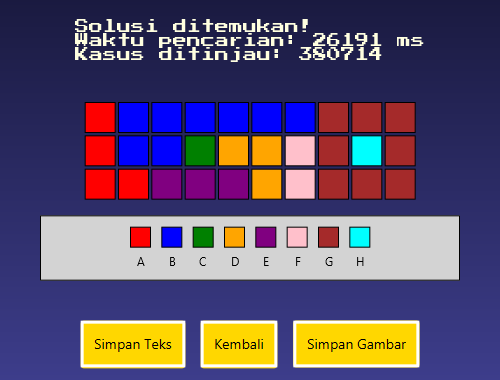 Solusi ditemukan!
Waktu pencarian: 26191 ms
Kasus ditinjau: 380714
A B C D E F G H
Simpan Teks Kembali Simpan Gambar